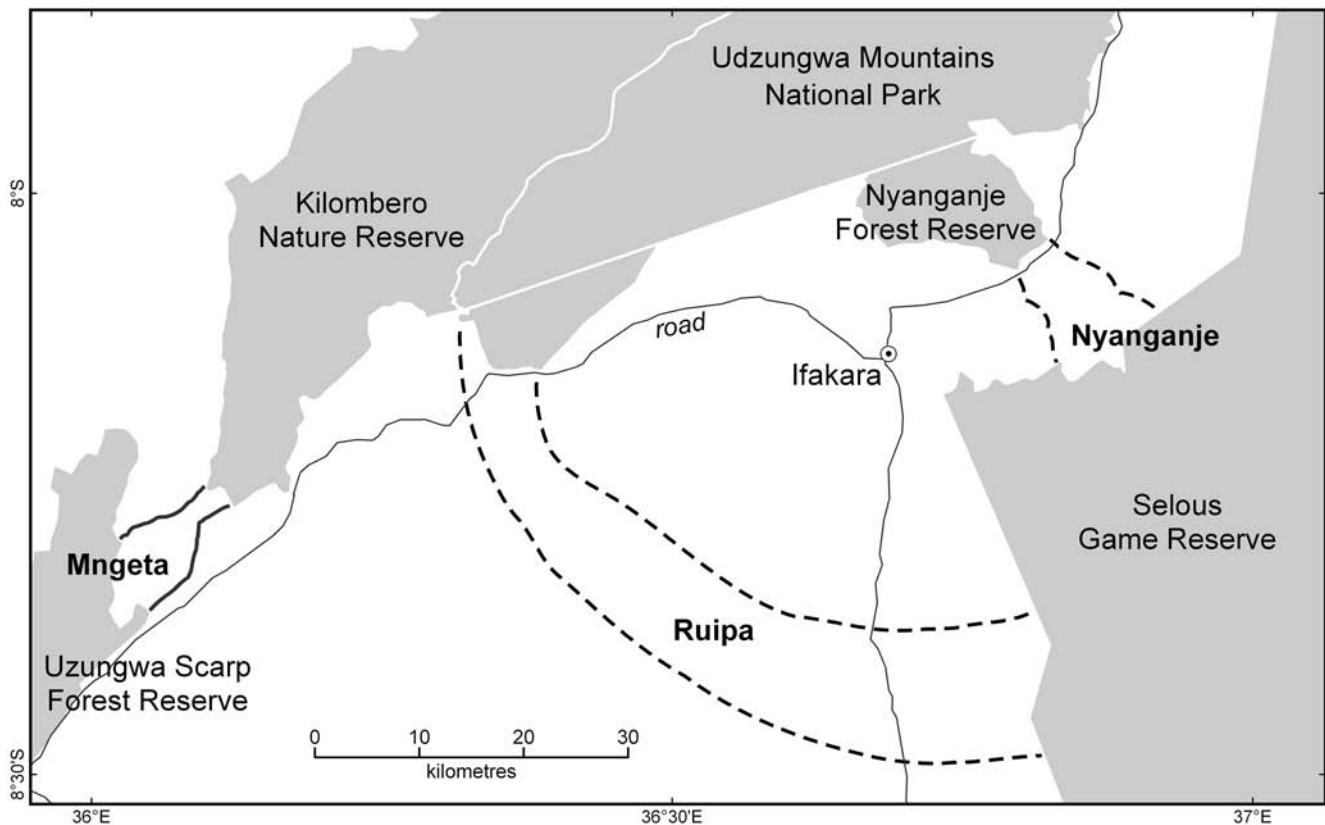 Udzungwa Mountains
National Park
8°S
Kilombero
Nature Reserve
Nyanganje
Forest Reserve
road
Nyanganje
Ifakara
Selous
Game Reserve
Mngeta
Ruipa
Uzungwa Scarp
Forest Reserve
0 10 20 30
kilometres
8°30'S
36°E 36°30'E 37°E